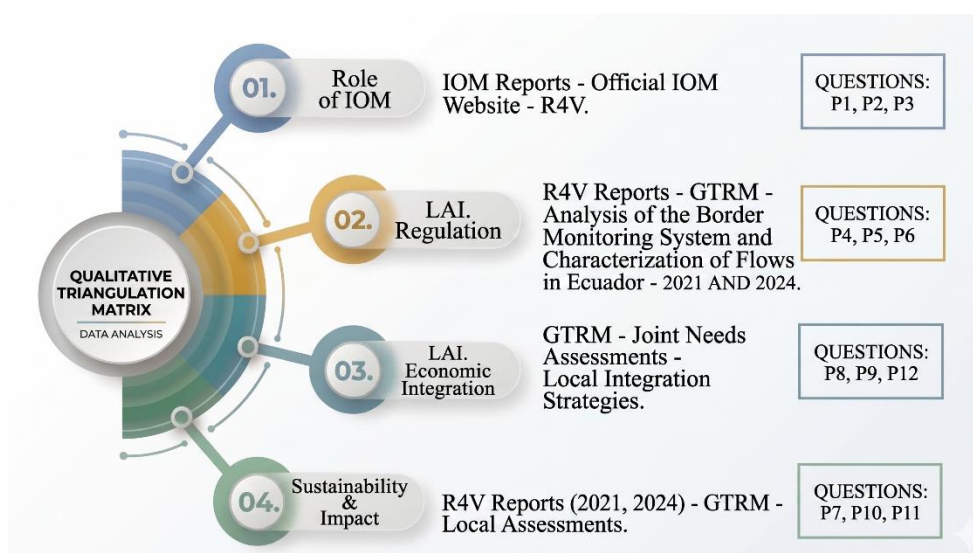 QUALITATIVE
TRIANGULATION
MATRIX
DATA ANALYSIS
01.
Role
of IOM
IOM Reports - Official IOM
Website - R4V.
QUESTIONS:
P1, P2, P3
02.
LAI.
Regulation
R4V Reports - GTRM -
Analysis of the Border
Monitoring System and
Characterization of Flows
in Ecuador - 2021 AND 2024.
QUESTIONS:
P4, P5, P6
03.
LAI.
Economic
Integration
GTRM - Joint Needs
Assessments -
Local Integration
Strategies.
QUESTIONS:
P8, P9, P12
04.
Sustainability
&
Impact
R4V Reports (2021, 2024) - GTRM -
Local Assessments.
QUESTIONS:
P7, P10, P11